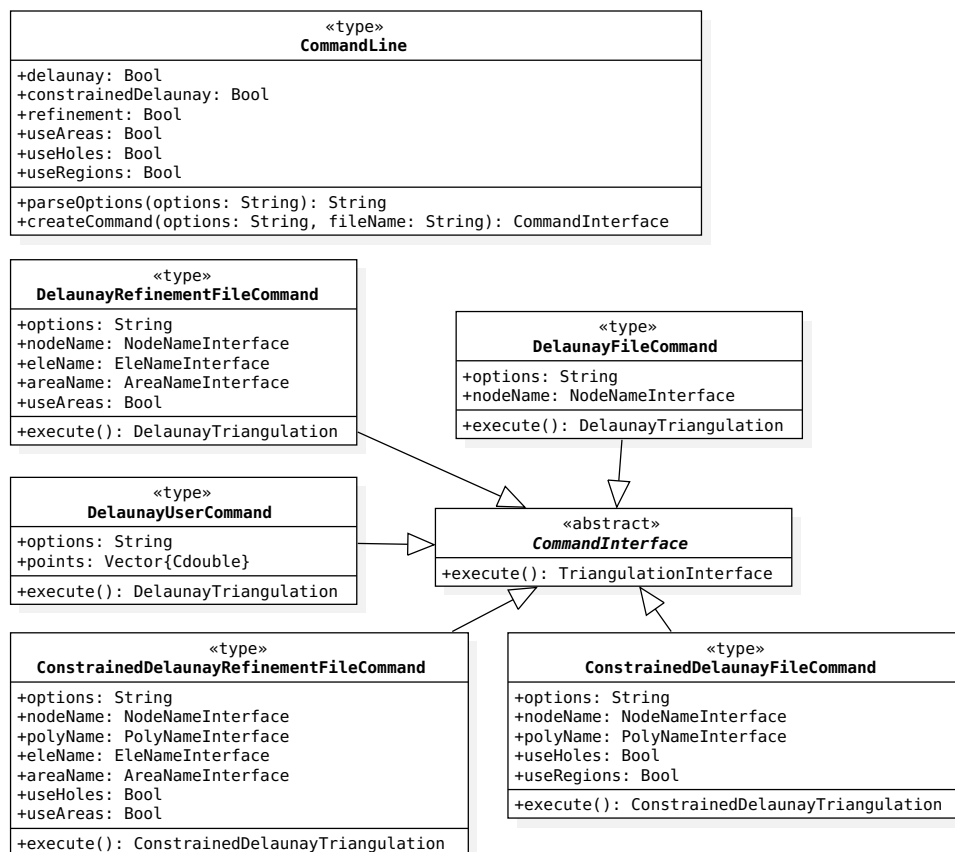 «type»
CommandLine
+delaunay: Bool
+constrainedDelaunay: Bool
+refinement: Bool
+useAreas: Bool
+useHoles: Bool
+useRegions: Bool
+parseOptions(options: String): String
+createCommand(options: String, fileName: String): CommandInterface
«type»
DelaunayRefinementFileCommand
+options: String
+nodeName: NodeNameInterface
+eleName: EleNameInterface
+areaName: AreaNameInterface
+useAreas: Bool
+execute(): DelaunayTriangulation
«type»
DelaunayFileCommand
+options: String
+nodeName: NodeNameInterface
+execute(): DelaunayTriangulation
«type»
DelaunayUserCommand
+options: String
+points: Vector{Cdouble}
+execute(): DelaunayTriangulation
«abstract»
CommandInterface
+execute(): TriangulationInterface
«type»
ConstrainedDelaunayRefinementFileCommand
+options: String
+nodeName: NodeNameInterface
+polyName: PolyNameInterface
+eleName: EleNameInterface
+areaName: AreaNameInterface
+useHoles: Bool
+useAreas: Bool
+execute(): ConstrainedDelaunayTriangulation
«type»
ConstrainedDelaunayFileCommand
+options: String
+nodeName: NodeNameInterface
+polyName: PolyNameInterface
+useHoles: Bool
+useRegions: Bool
+execute(): ConstrainedDelaunayTriangulation